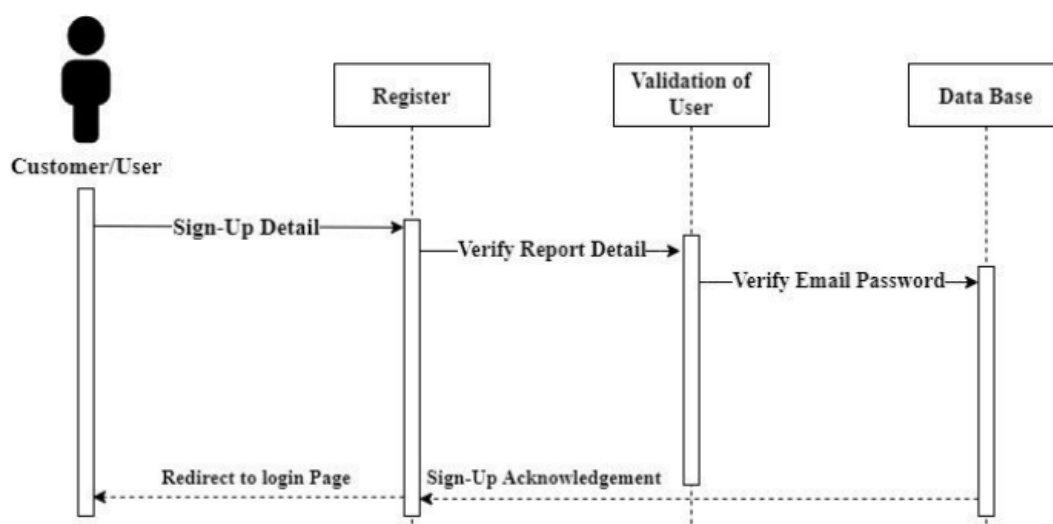 Customer/User
Register
Validation of
User
Data Base
Sign-Up Detail
Verify Report Detail
Verify Email Password
Redirect to login Page
Sign-Up Acknowledgement